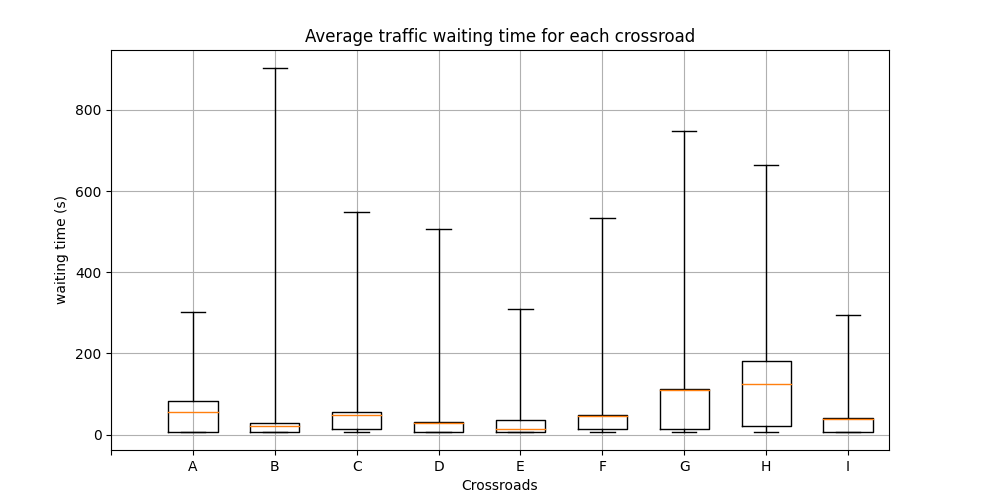 Average traffic waiting time for each crossroad
waiting time (s)
800
600
400
200
0
A B C D E F G H I
Crossroads